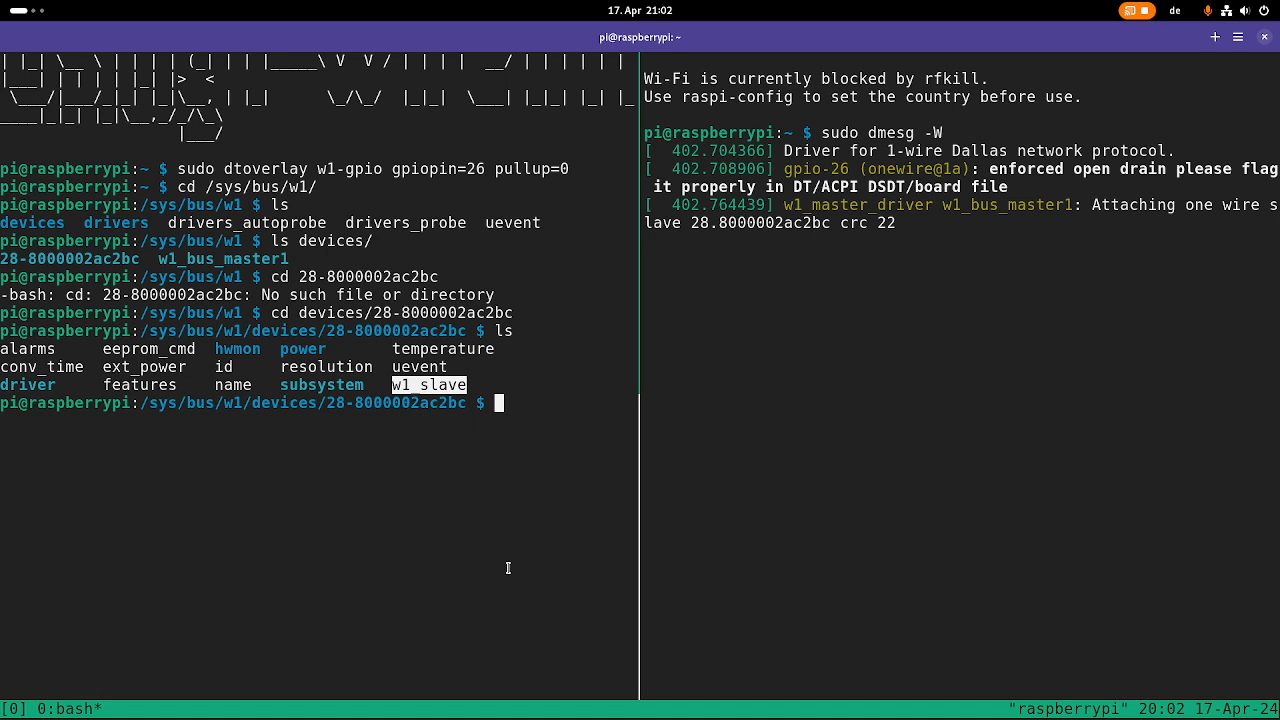 17. Apr 21:02
de
pi@raspberrypi: ~
pi@raspberrypi:~ $ sudo dtoverlay w1-gpio gpiopin=26 pullup=0
pi@raspberrypi:~ $ cd /sys/bus/w1/
pi@raspberrypi:/sys/bus/w1 $ ls
devices  drivers  drivers_autoprobe  drivers_probe  uevent
pi@raspberrypi:/sys/bus/w1 $ ls devices/
28-8000002ac2bc  w1_bus_master1
pi@raspberrypi:/sys/bus/w1 $ cd 28-8000002ac2bc
-bash: cd: 28-8000002ac2bc: No such file or directory
pi@raspberrypi:/sys/bus/w1 $ cd devices/28-8000002ac2bc
pi@raspberrypi:/sys/bus/w1/devices/28-8000002ac2bc $ ls
alarms     eeprom_cmd  hwmon  power       temperature
conv_time  ext_power   id     resolution  uevent
driver     features    name   subsystem   w1_slave
pi@raspberrypi:/sys/bus/w1/devices/28-8000002ac2bc $
Wi-Fi is currently blocked by rfkill.
Use raspi-config to set the country before use.
pi@raspberrypi:~ $ sudo dmesg -W
[  402.704366] Driver for 1-wire Dallas network protocol.
[  402.708906] gpio-26 (onewire@1a): enforced open drain please flag
it properly in DT/ACPI DSDT/board file
[  402.764439] w1_master_driver w1_bus_master1: Attaching one wire s
lave 28.8000002ac2bc crc 22
[0] 0:bash*
"raspberrypi" 20:02 17-Apr-24